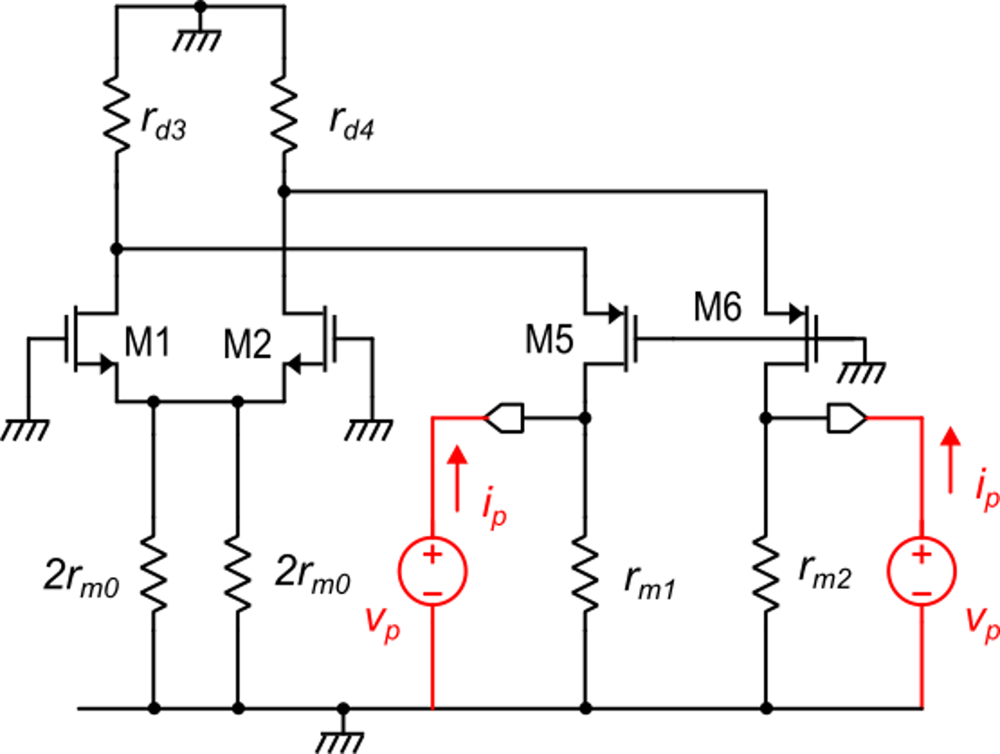 r_d3
r_d4
M1
M2
M5
M6
i_p
i_p
2r_m0
2r_m0
+
−
r_m1
r_m2
+
−
v_p
v_p